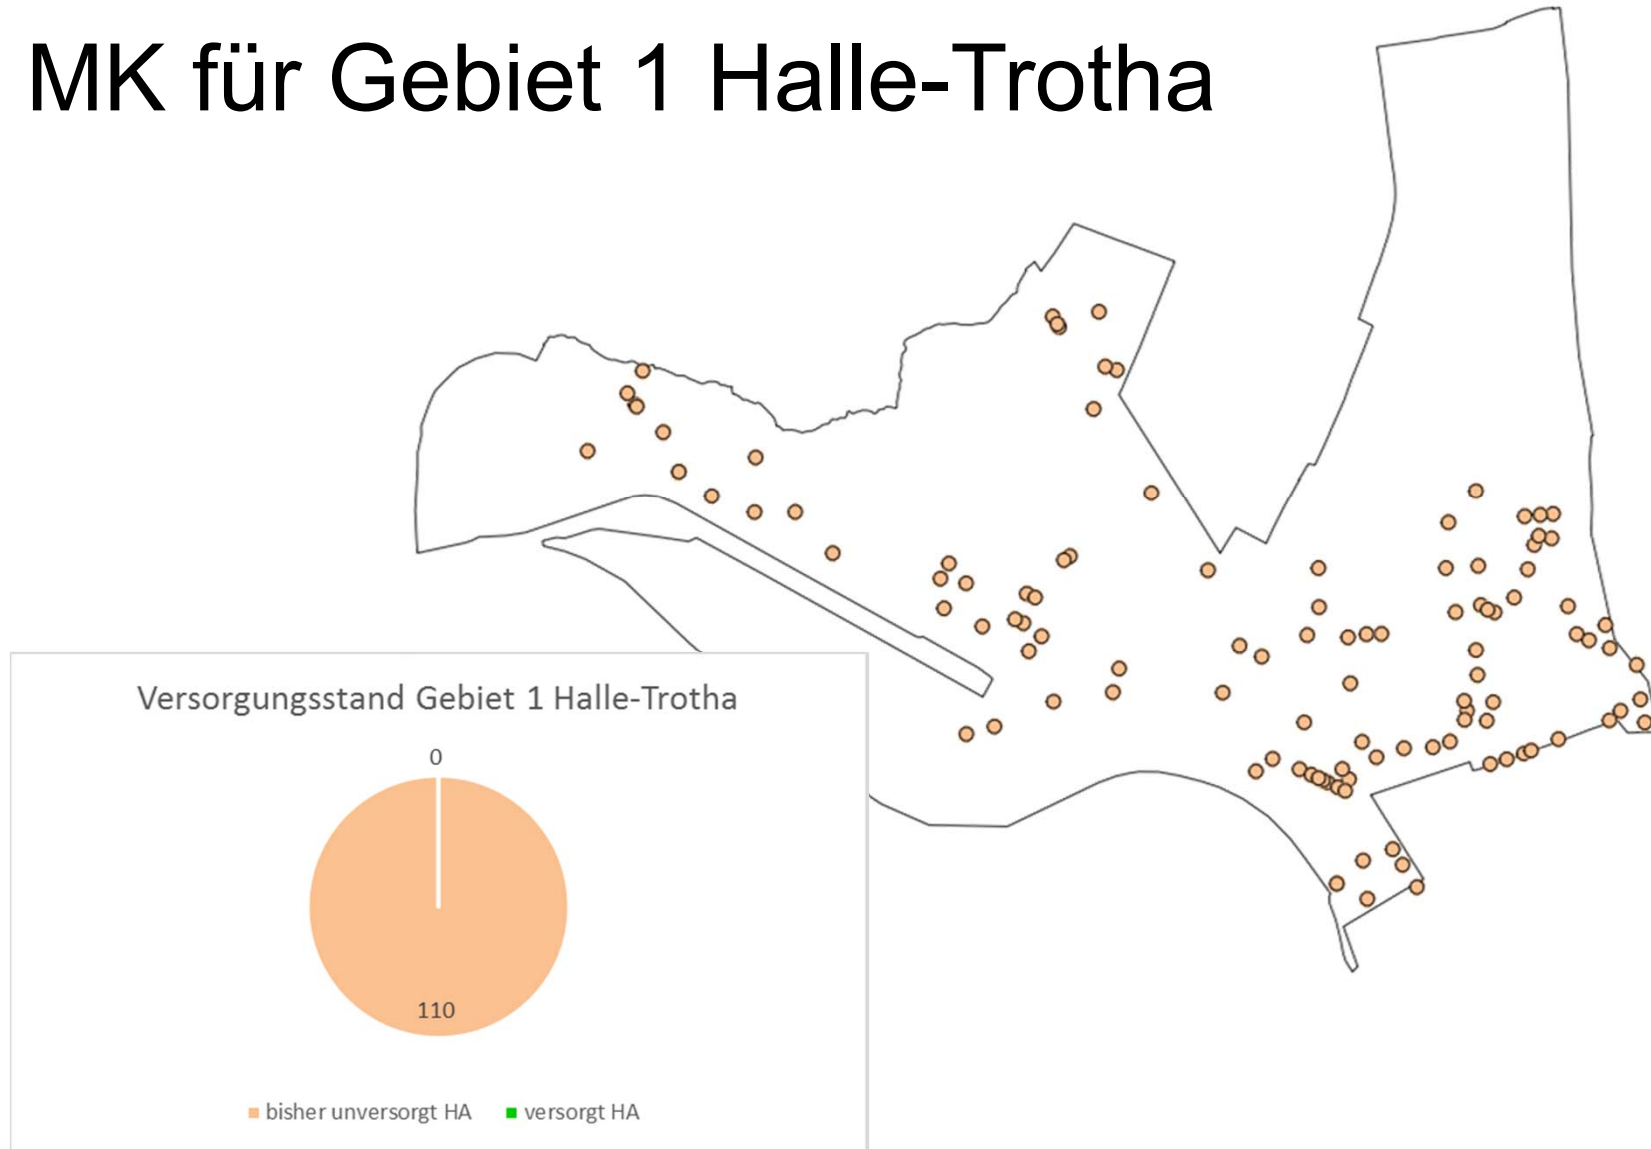 MK für Gebiet 1 Halle-Trotha
Versorgungsstand Gebiet 1 Halle-Trotha
0
110
bisher unversorgt HA versorgt HA